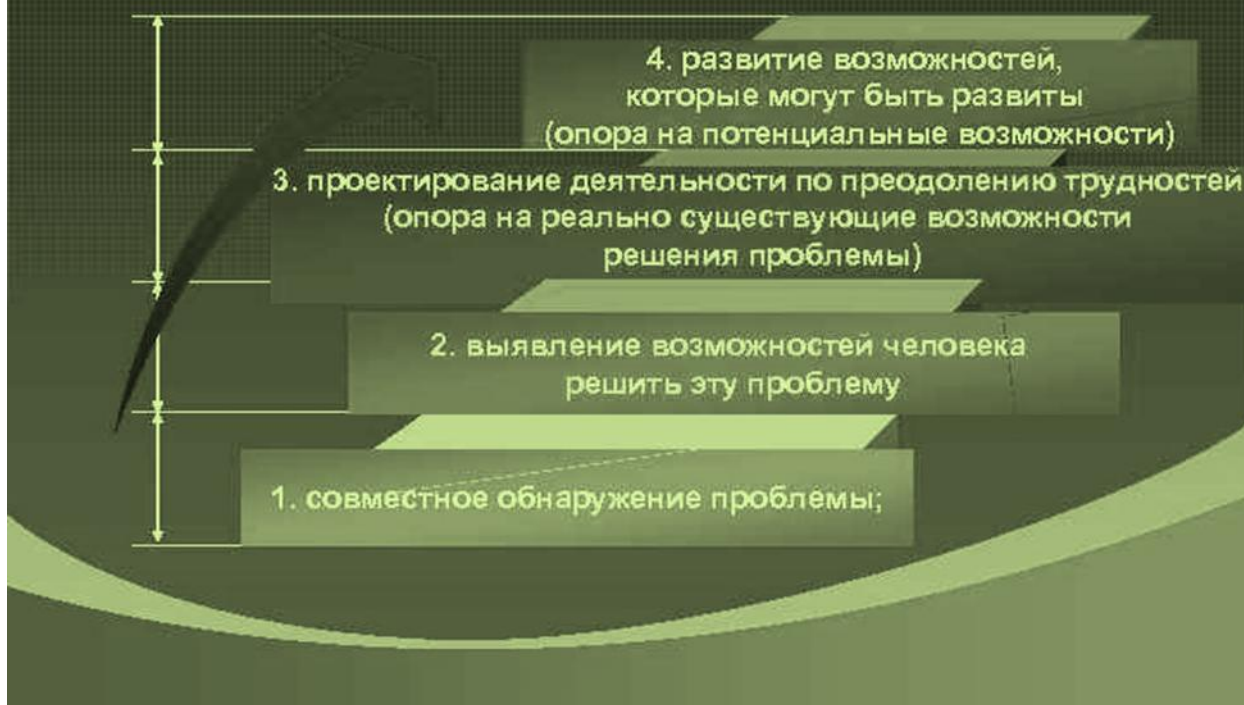 4. развитие возможностей,
которые могут быть развиты
(опора на потенциальные возможности)
3. проектирование деятельности по преодолению трудностей
(опора на реально существующие возможности
решения проблемы)
2. выявление возможностей человека
решить эту проблему
1. совместное обнаружение проблемы;